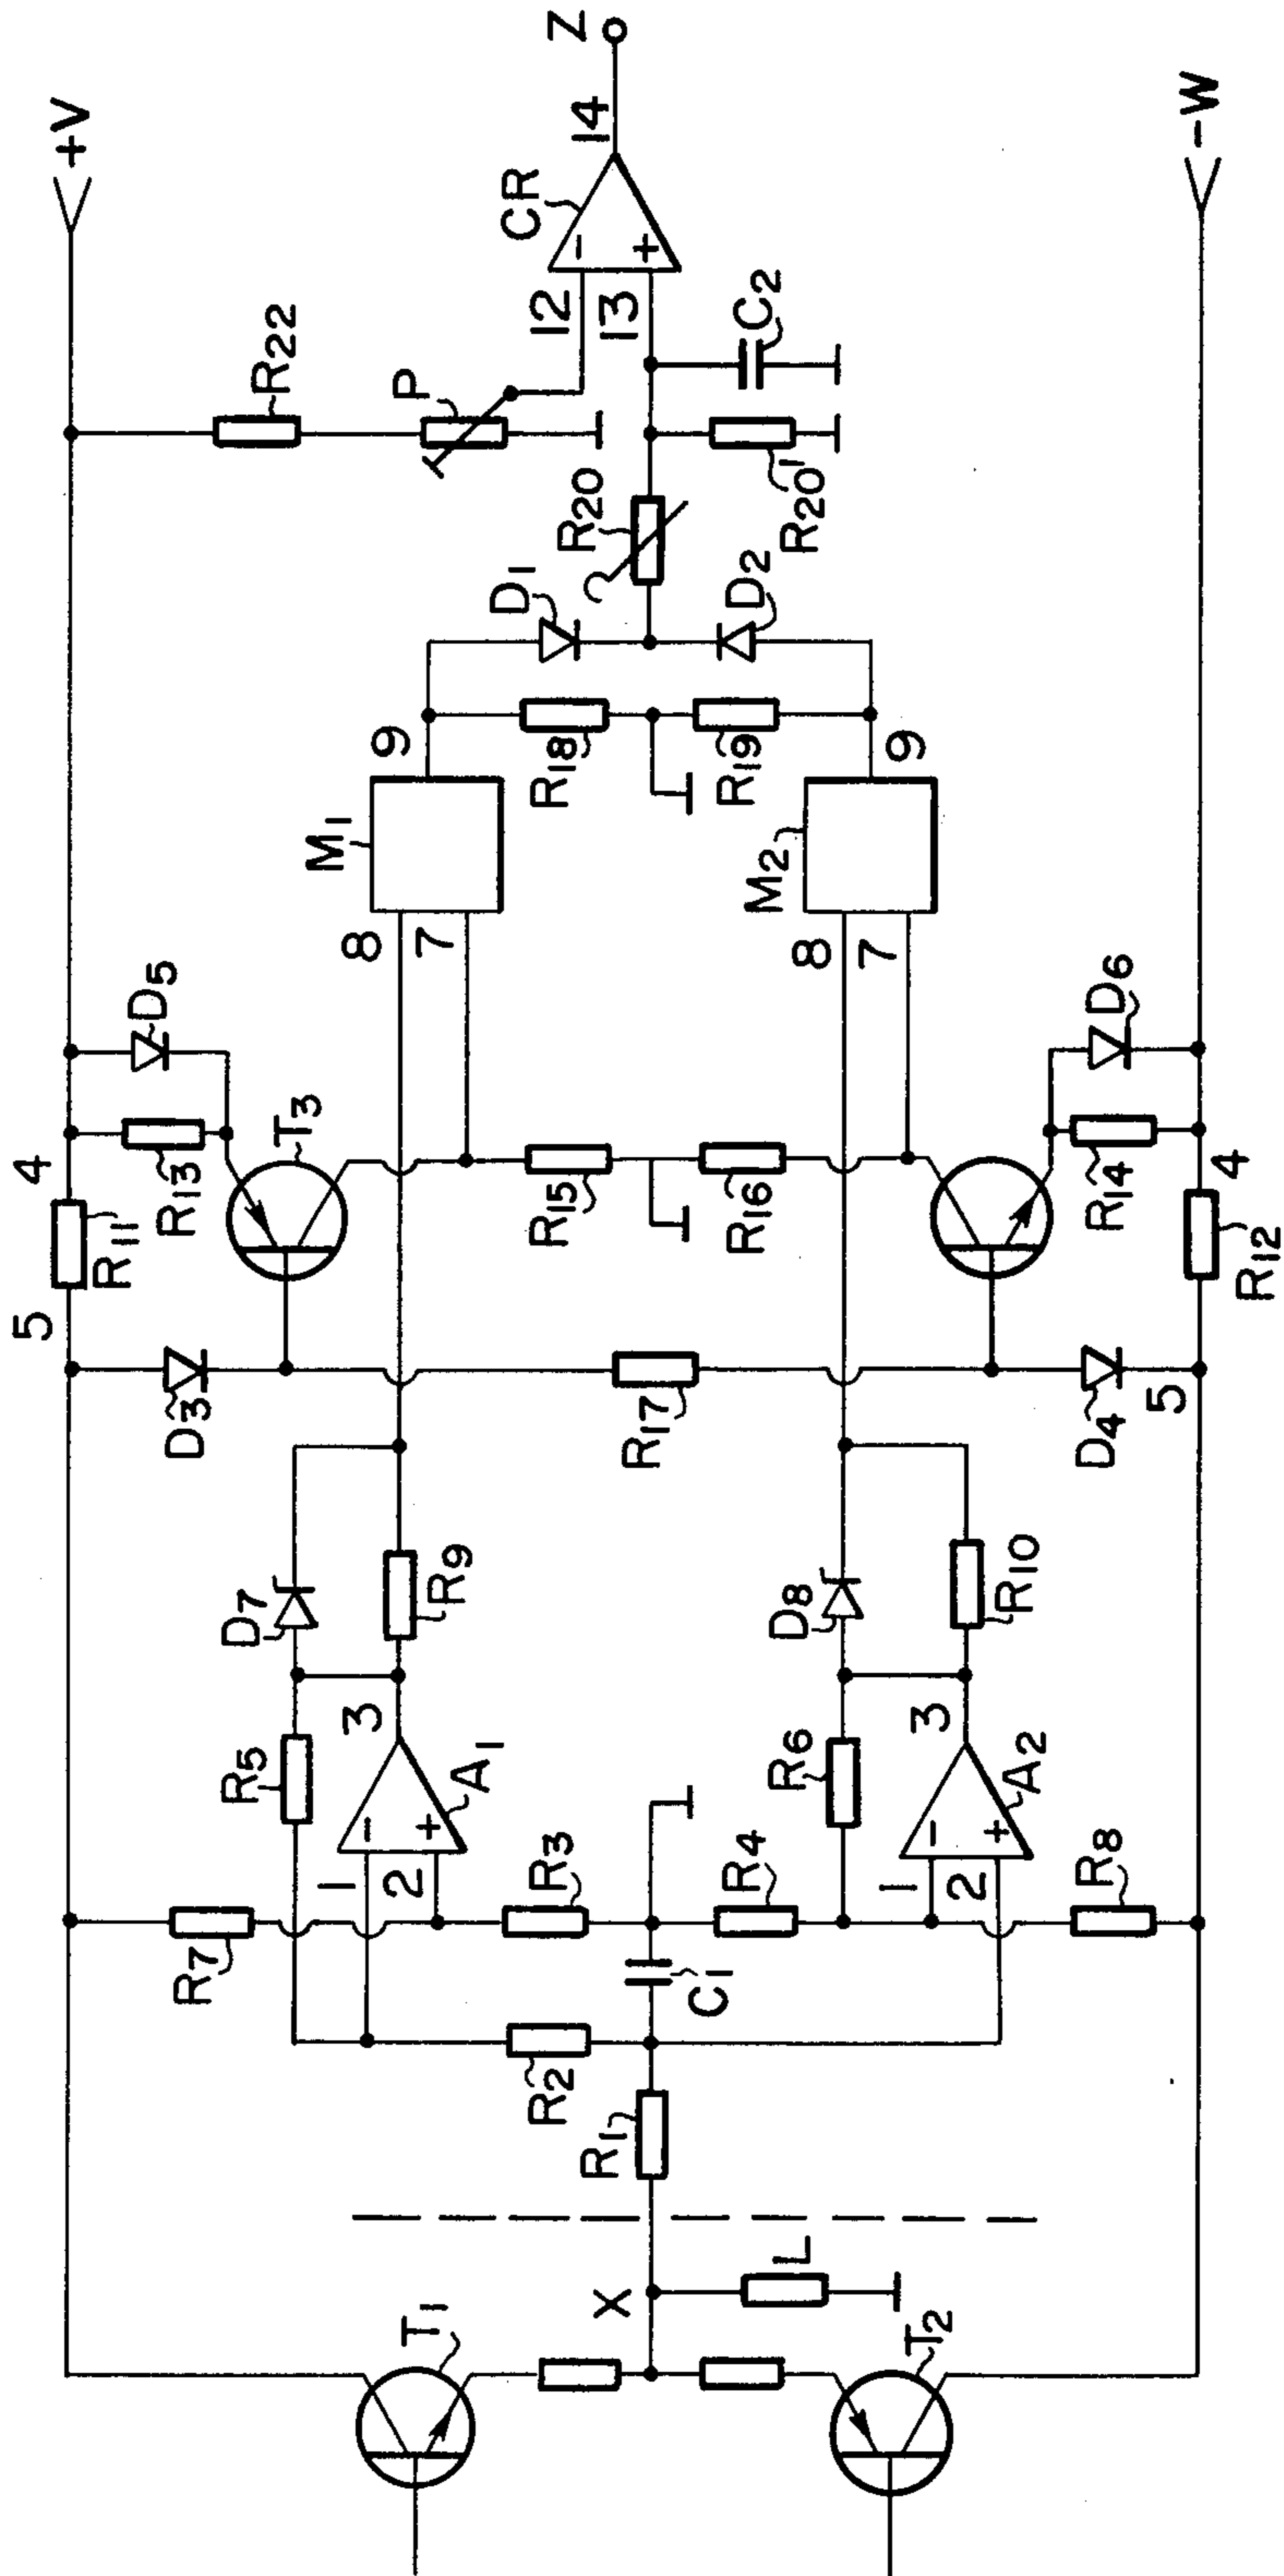 +V
Z
14
CR
−
+
12
13
R22
P
C2
R20
R20'
D1
D2
9
R18
R19
9
M1
M2
8
7
8
7
D5
D6
T3
R13
4
R11
5
R15
R16
R14
4
R12
5
D3
R17
D4
D7
R9
D8
R10
R5
3
A1
−
+
1
2
R6
3
A2
−
+
1
2
R3
R4
R7
R8
C1
R2
R1
X
L
T1
T2
-W